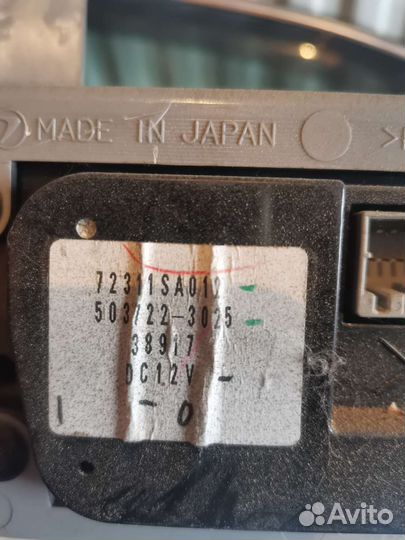 MADE IN JAPAN
72311SA012
503722-3025
38917
DC12V
Avito